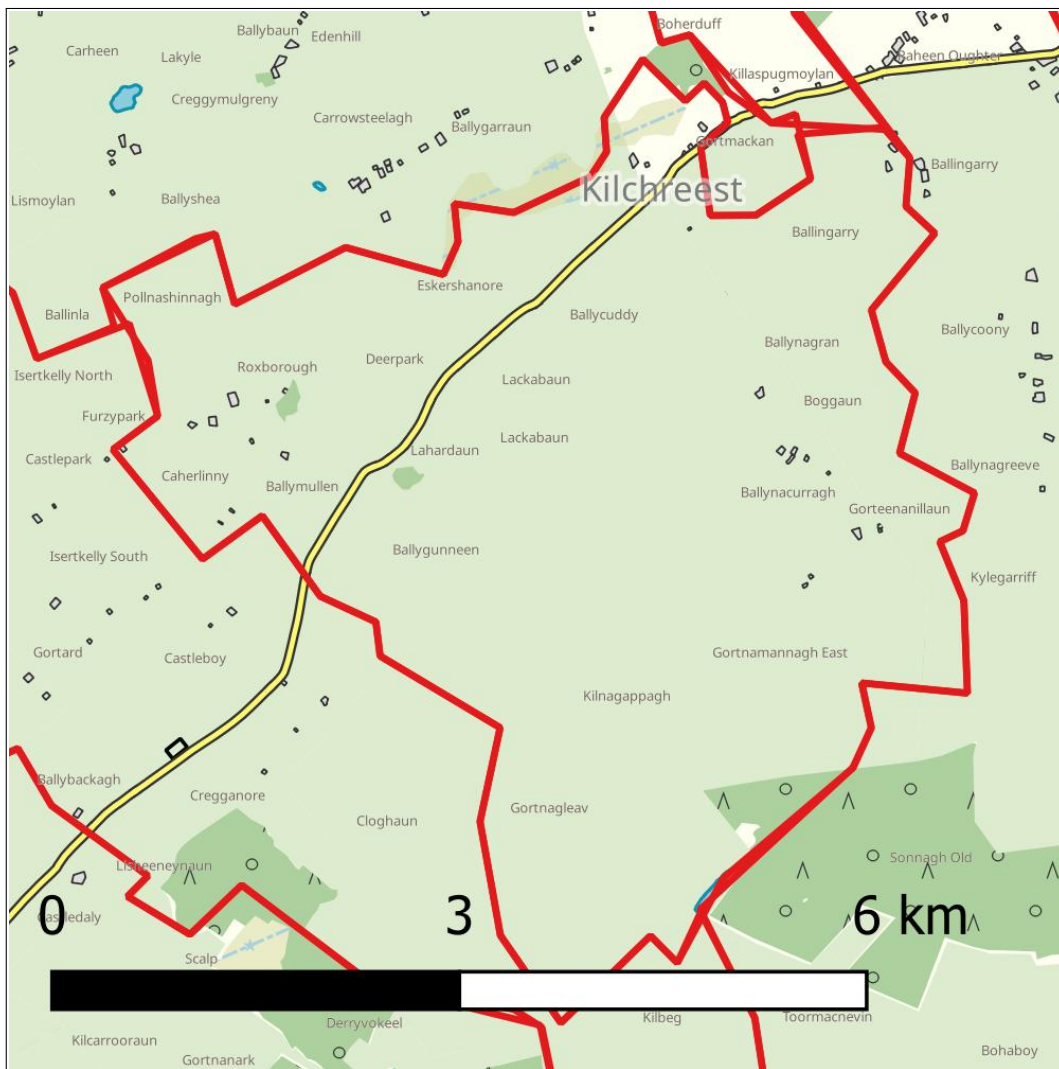 Boherduff
Ballybaun
Edenhill
Carheen
Lakyle
Baheen Oughter
Killaspugmoylan
Creggymulgreny
Carrowsteelagh
Ballygarraun
Gortmackan
Ballingarry
Kilchreest
Lismoylan
Ballyshea
Ballingarry
Eskershanore
Pollnashinnagh
Ballinla
Ballycuddy
Ballycoony
Ballynagran
Deerpark
Roxborough
Isertkelly North
Lackabaun
Boggaun
Furzypark
Lackabaun
Lahardaun
Castlepark
Ballynagreeve
Caherlinny
Ballymullen
Ballynacurragh
Gorteenanillaun
Ballygunneen
Isertkelly South
Kylegarriff
Gortard
Castleboy
Gortnamannagh East
Kilnagappagh
Ballybackagh
Cregganore
Gortnagleav
Cloghaun
Sonnagh Old
Lisheeneynaun
Castledaly
0 3 6 km
Scalp
Derryvokeel
Kilbeg
Toormacnevin
Kilcarrooraun
Bohaboy
Gortnanark